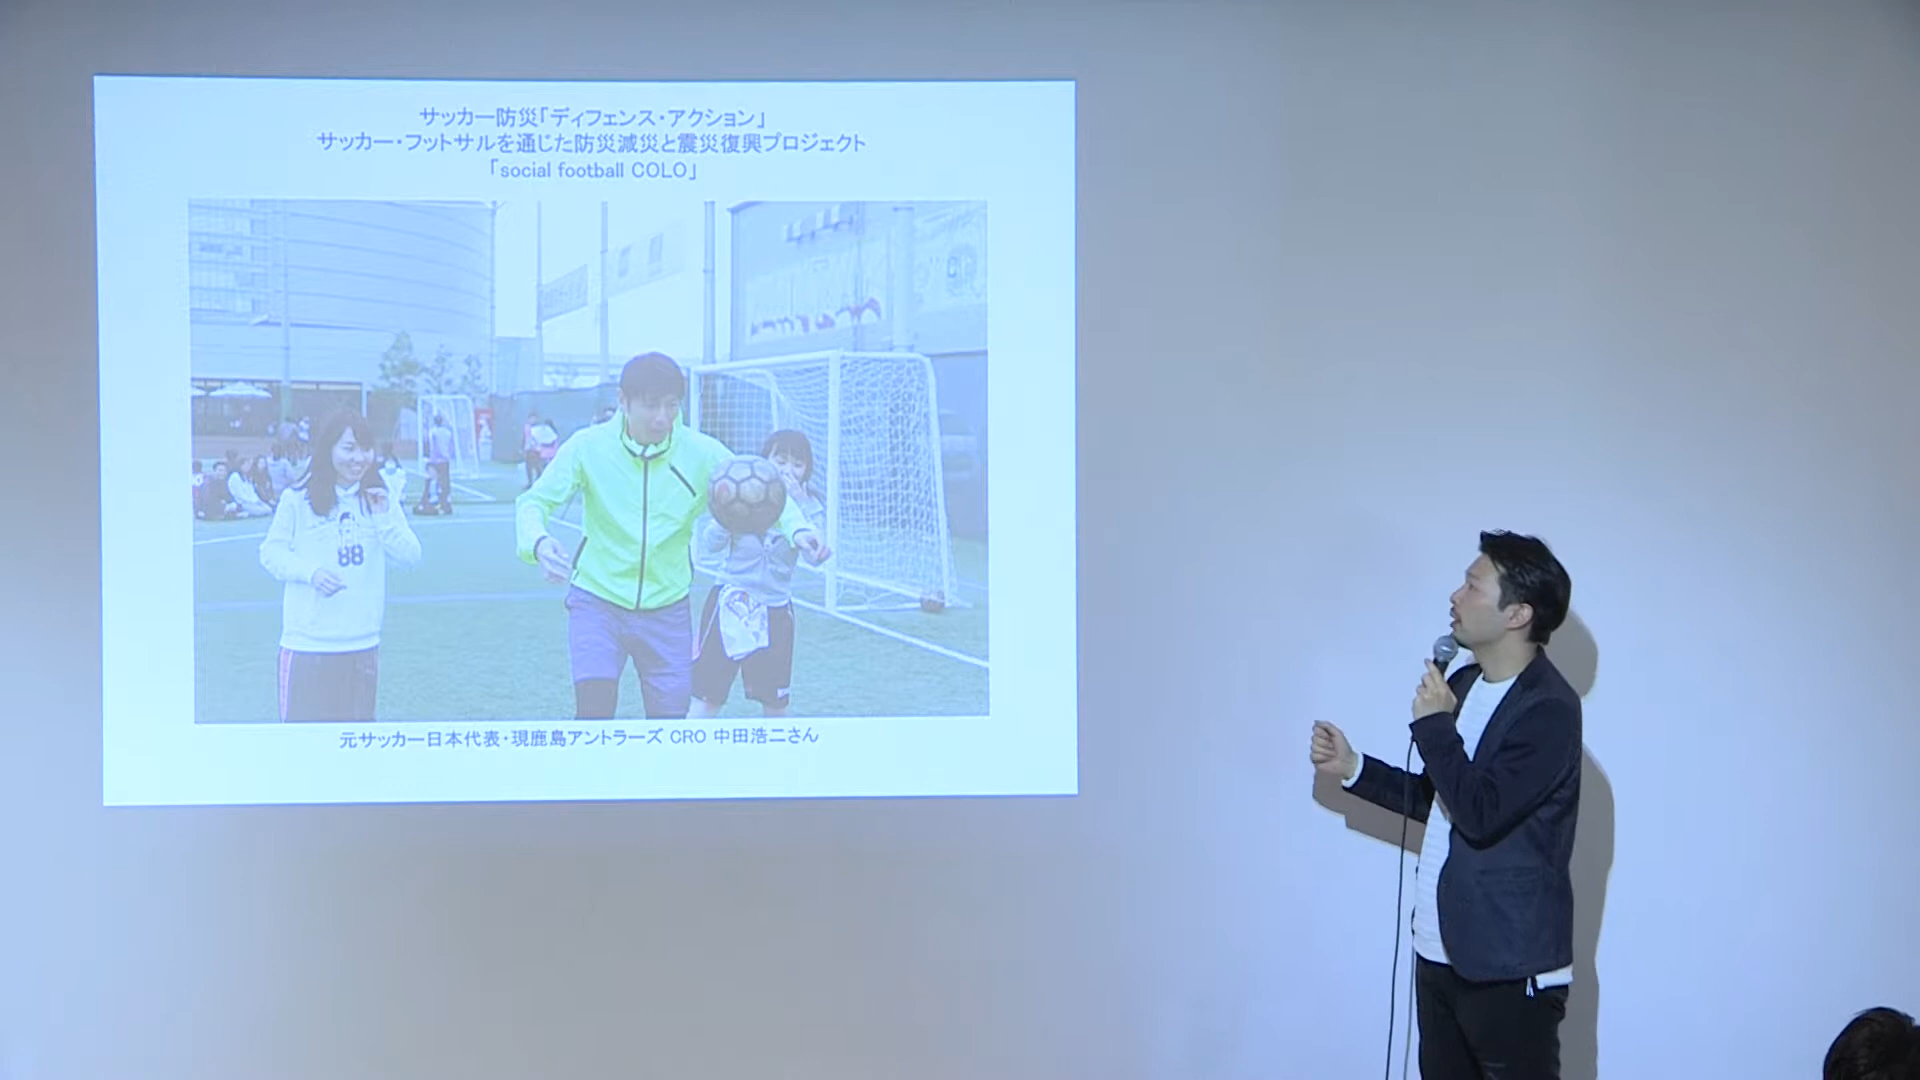 サッカー防災「ディフェンス・アクション」
サッカー・フットサルを通じた防災減災と震災復興プロジェクト
「social football COLO」
88
元サッカー日本代表・現鹿島アントラーズ CRO 中田浩二さん